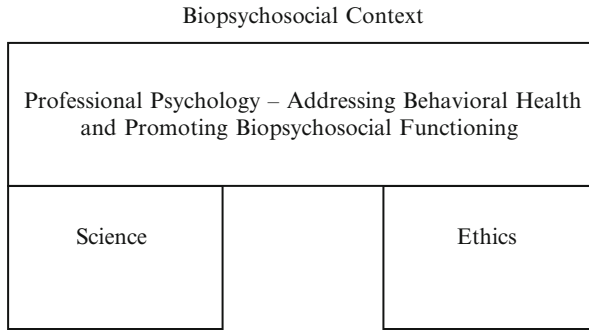 Biopsychosocial Context
Professional Psychology – Addressing Behavioral Health
and Promoting Biopsychosocial Functioning
Science
Ethics